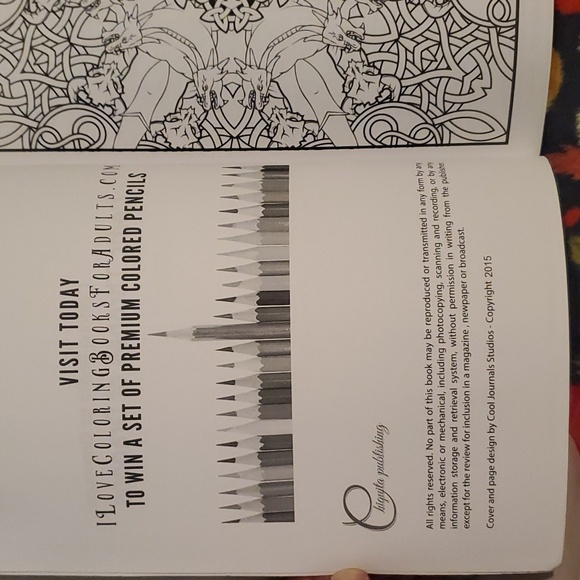 VISIT TODAY
ILOVECOLORINGBOOKSFORADULTS.COM
TO WIN A SET OF PREMIUM COLORED PENCILS
Chiquita publishing
All rights reserved. No part of this book may be reproduced or transmitted in any form by any
means, electronic or mechanical, including photocopying, scanning and recording, or by any
information storage and retrieval system, without permission in writing from the publisher
except for the review for inclusion in a magazine, newpaper or broadcast.
Cover and page design by Cool Journals Studios - Copyright 2015